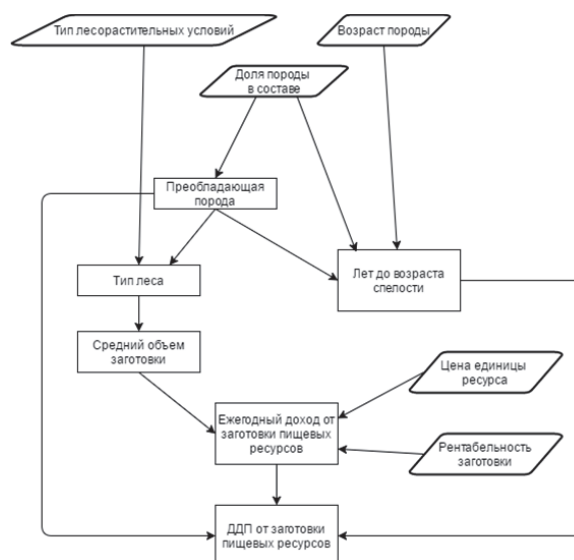 Тип лесорастительных условий
Возраст породы
Доля породы
в составе
Преобладающая
порода
Тип леса
Лет до возраста
спелости
Средний объем
заготовки
Цена единицы
ресурса
Ежегодный доход от
заготовки пищевых
ресурсов
Рентабельность
заготовки
ДДП от заготовки
пищевых ресурсов